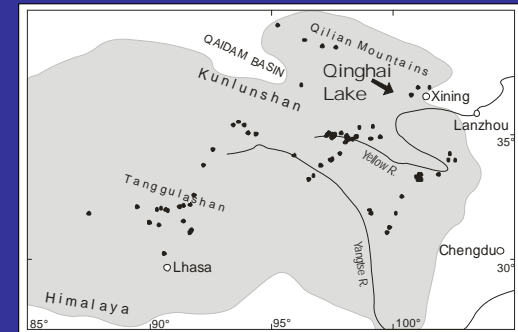 Qilian Mountains
QAIDAM BASIN
Kunlunshan
Qinghai
Lake
Xining
Lanzhou
35°
Yellow R.
Tanggulashan
Yangtse R.
Chengdu
Lhasa
30°
Himalaya
85°
90°
95°
100°